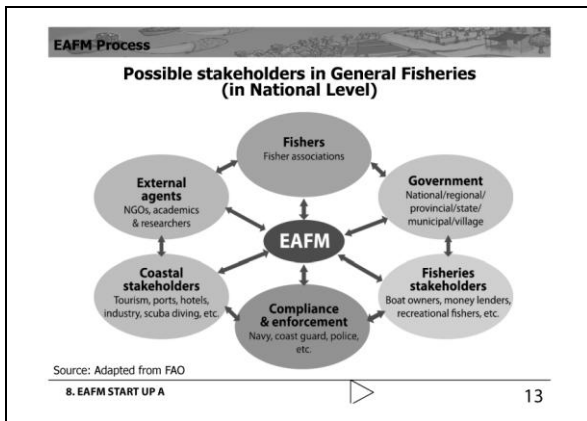 EAFM Process
Possible stakeholders in General Fisheries
(in National Level)
Fishers
Fisher associations
External
agents
NGOs, academics
& researchers
Government
National/regional/
provincial/state/
municipal/village
EAFM
Coastal
stakeholders
Tourism, ports, hotels,
industry, scuba diving, etc.
Compliance
& enforcement
Navy, coast guard, police,
etc.
Fisheries
stakeholders
Boat owners, money lenders,
recreational fishers, etc.
Source: Adapted from FAO
8. EAFM START UP A
13